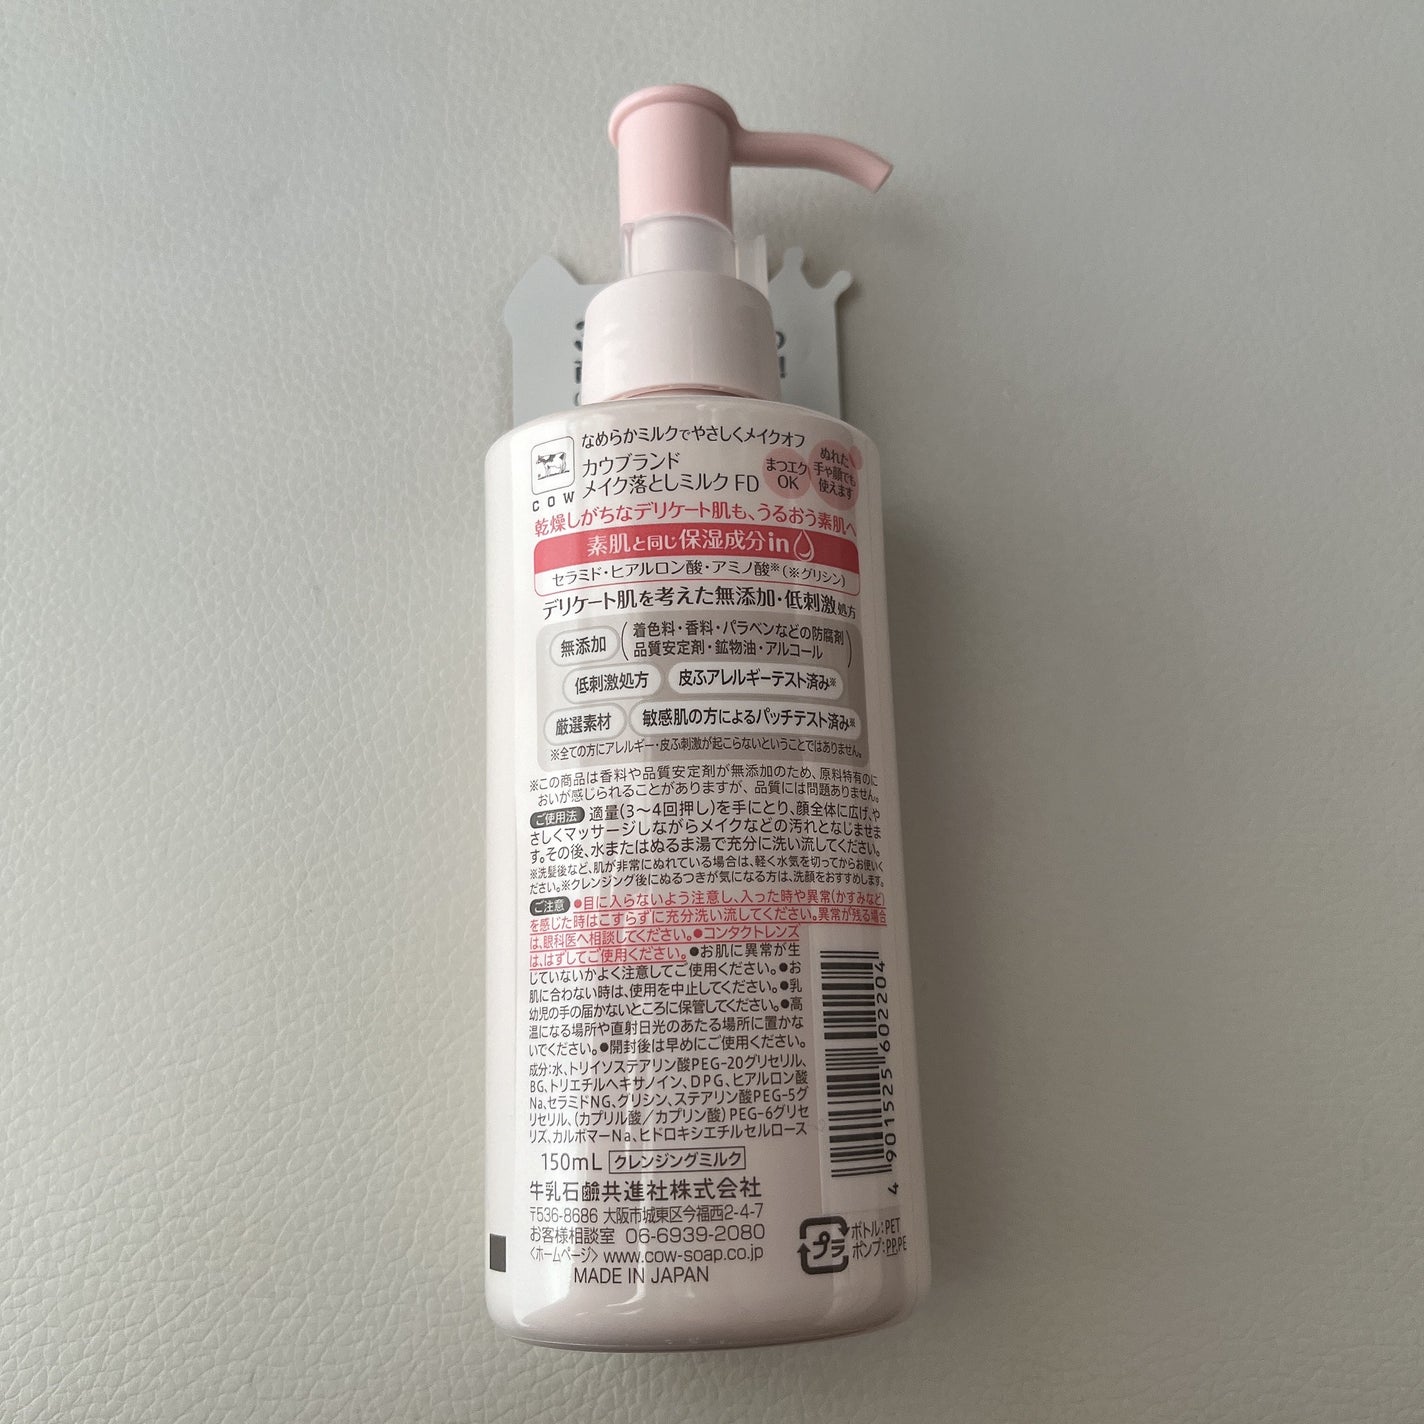 なめらかミルクでやさしくメイクオフ
カウブランド
メイク落としミルク FD
COW
まつエク
OK
ぬれた
手や顔でも
使えます
乾燥しがちなデリケート肌も、うるおう素肌へ
素肌と同じ保湿成分in
セラミド・ヒアルロン酸・アミノ酸※(※グリシン)
デリケート肌を考えた無添加・低刺激処方
無添加
着色料・香料・パラベンなどの防腐剤
品質安定剤・鉱物油・アルコール
低刺激処方 皮ふアレルギーテスト済み※
厳選素材 敏感肌の方によるパッチテスト済み※
※全ての方にアレルギー・皮ふ刺激が起こらないということではありません。
※この商品は香料や品質安定剤が無添加のため、原料特有のに
おいが感じられることがありますが、品質には問題ありません。
ご使用法 適量(3〜4回押し)を手にとり、顔全体に広げ、や
さしくマッサージしながらメイクなどの汚れとなじませま
す。その後、水またはぬるま湯で充分に洗い流してください。
※洗髪後など、肌が非常にぬれている場合は、軽く水気を切ってからお使いく
ださい。※クレンジング後にぬるつきが気になる方は、洗顔をおすすめします。
ご注意 ●目に入らないよう注意し、入った時や異常(かすみなど)
を感じた時はこすらずに充分洗い流してください。異常が残る場合
は、眼科医へ相談してください。●コンタクトレンズ
は、はずしてご使用ください。●お肌に異常が生
じていないかよく注意してご使用ください。●お
肌に合わない時は、使用を中止してください。●乳
幼児の手の届かないところに保管してください。●高
温になる場所や直射日光のあたる場所に置かな
いでください。●開封後は早めにご使用ください。
成分:水、トリイソステアリン酸PEG-20グリセリル、
BG、トリエチルヘキサノイン、DPG、ヒアルロン酸
Na、セラミドNG、グリシン、ステアリン酸PEG-5グ
リセリル、(カプリル酸/カプリン酸)PEG-6グリセ
リズ、カルボマーNa、ヒドロキシエチルセルロース
150mL クレンジングミルク
牛乳石鹸共進社株式会社
〒536-8686 大阪市城東区今福西2-4-7
お客様相談室 06-6939-2080
〈ホームページ〉 www.cow-soap.co.jp
MADE IN JAPAN
4 901525 602204
プラ
ボトル:PET
ポンプ:PP,PE